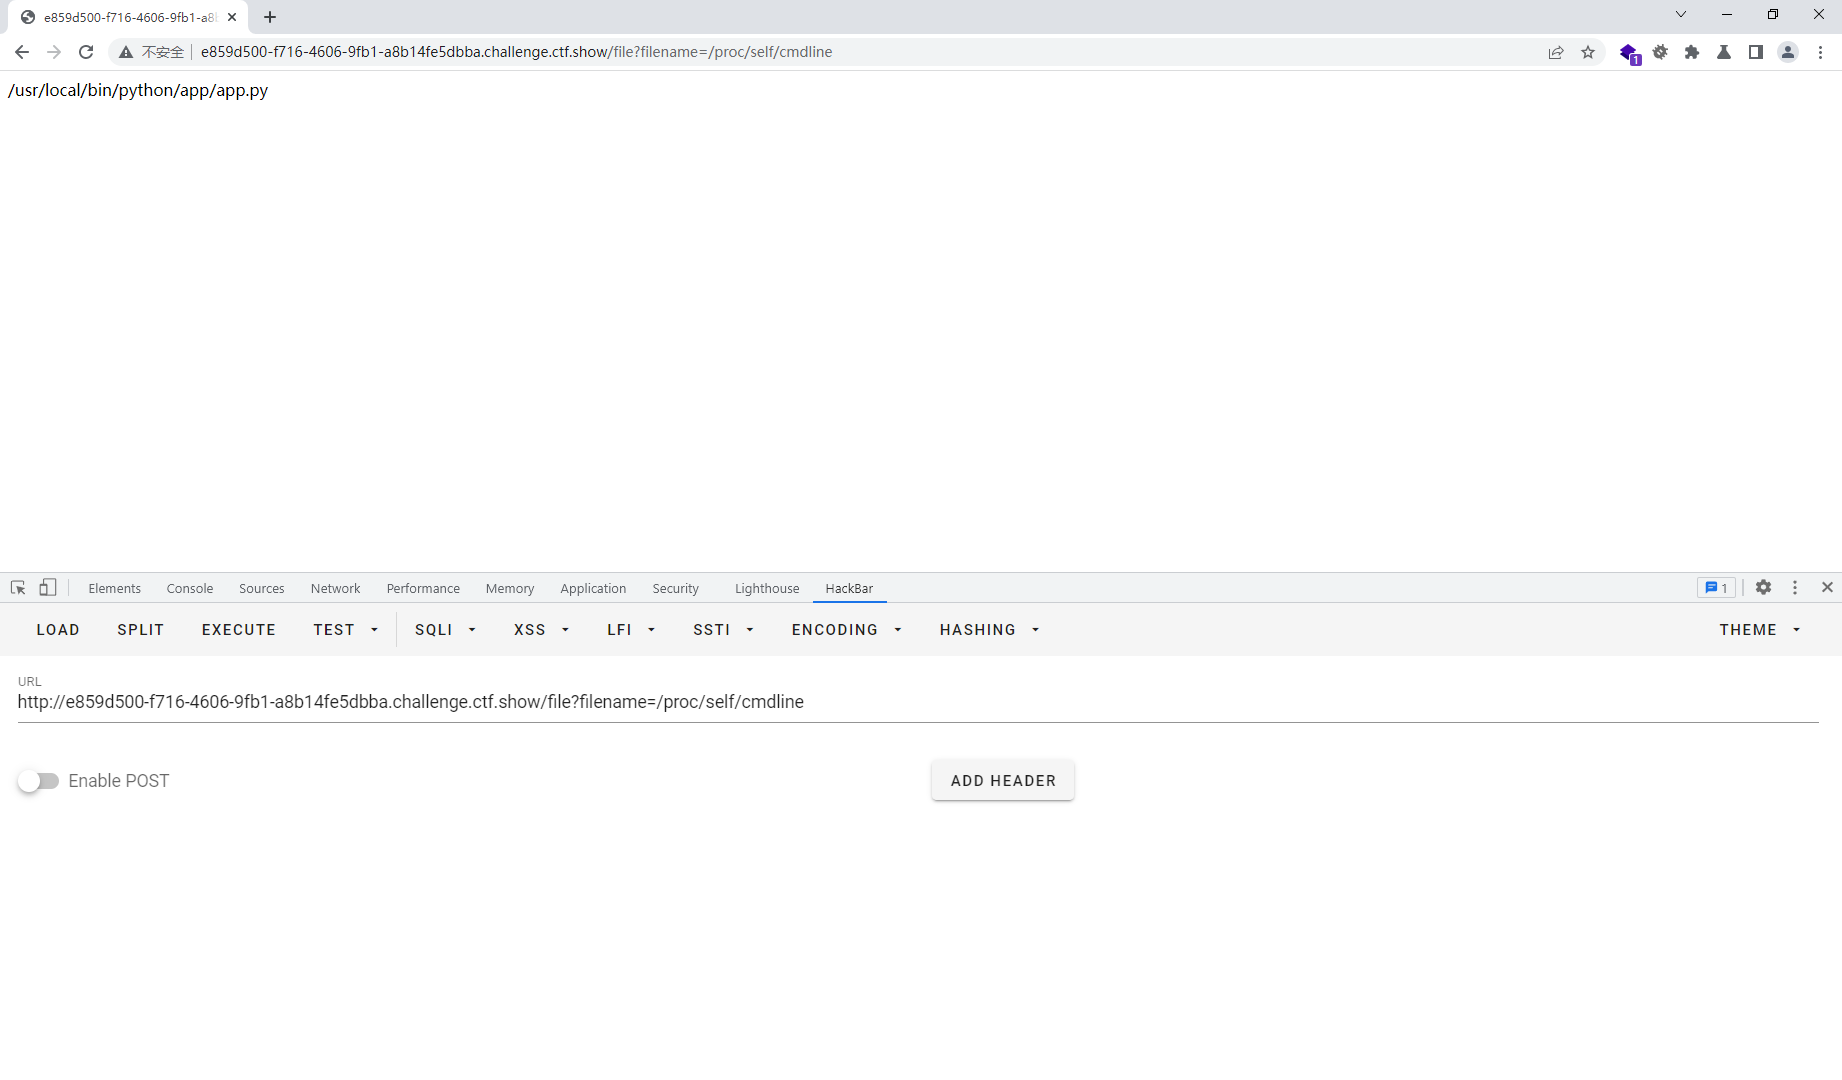 e859d500-f716-4606-9fb1-a8b
不安全 e859d500-f716-4606-9fb1-a8b14fe5dbba.challenge.ctf.show/file?filename=/proc/self/cmdline
1
/usr/local/bin/python/app/app.py
Elements Console Sources Network Performance Memory Application Security Lighthouse HackBar 1
LOAD SPLIT EXECUTE TEST SQLI XSS LFI SSTI ENCODING HASHING THEME
URL
http://e859d500-f716-4606-9fb1-a8b14fe5dbba.challenge.ctf.show/file?filename=/proc/self/cmdline
Enable POST ADD HEADER